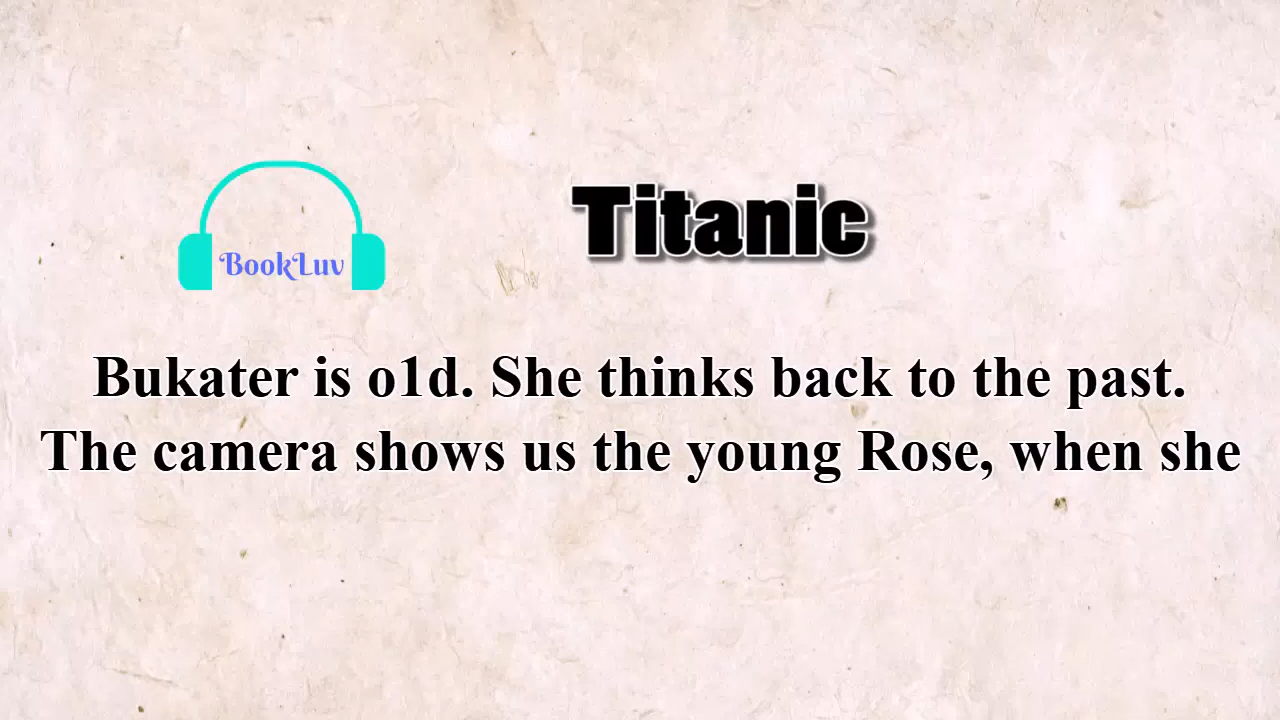 BookLuv
Titanic
Bukater is o1d. She thinks back to the past.
The camera shows us the young Rose, when she